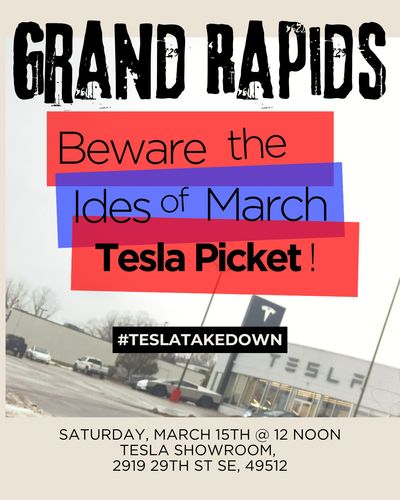 GRAND RAPIDS
Beware the
Ides of March
Tesla Picket!
#TESLATAKEDOWN
TESLA
SATURDAY, MARCH 15TH @ 12 NOON
TESLA SHOWROOM,
2919 29TH ST SE, 49512